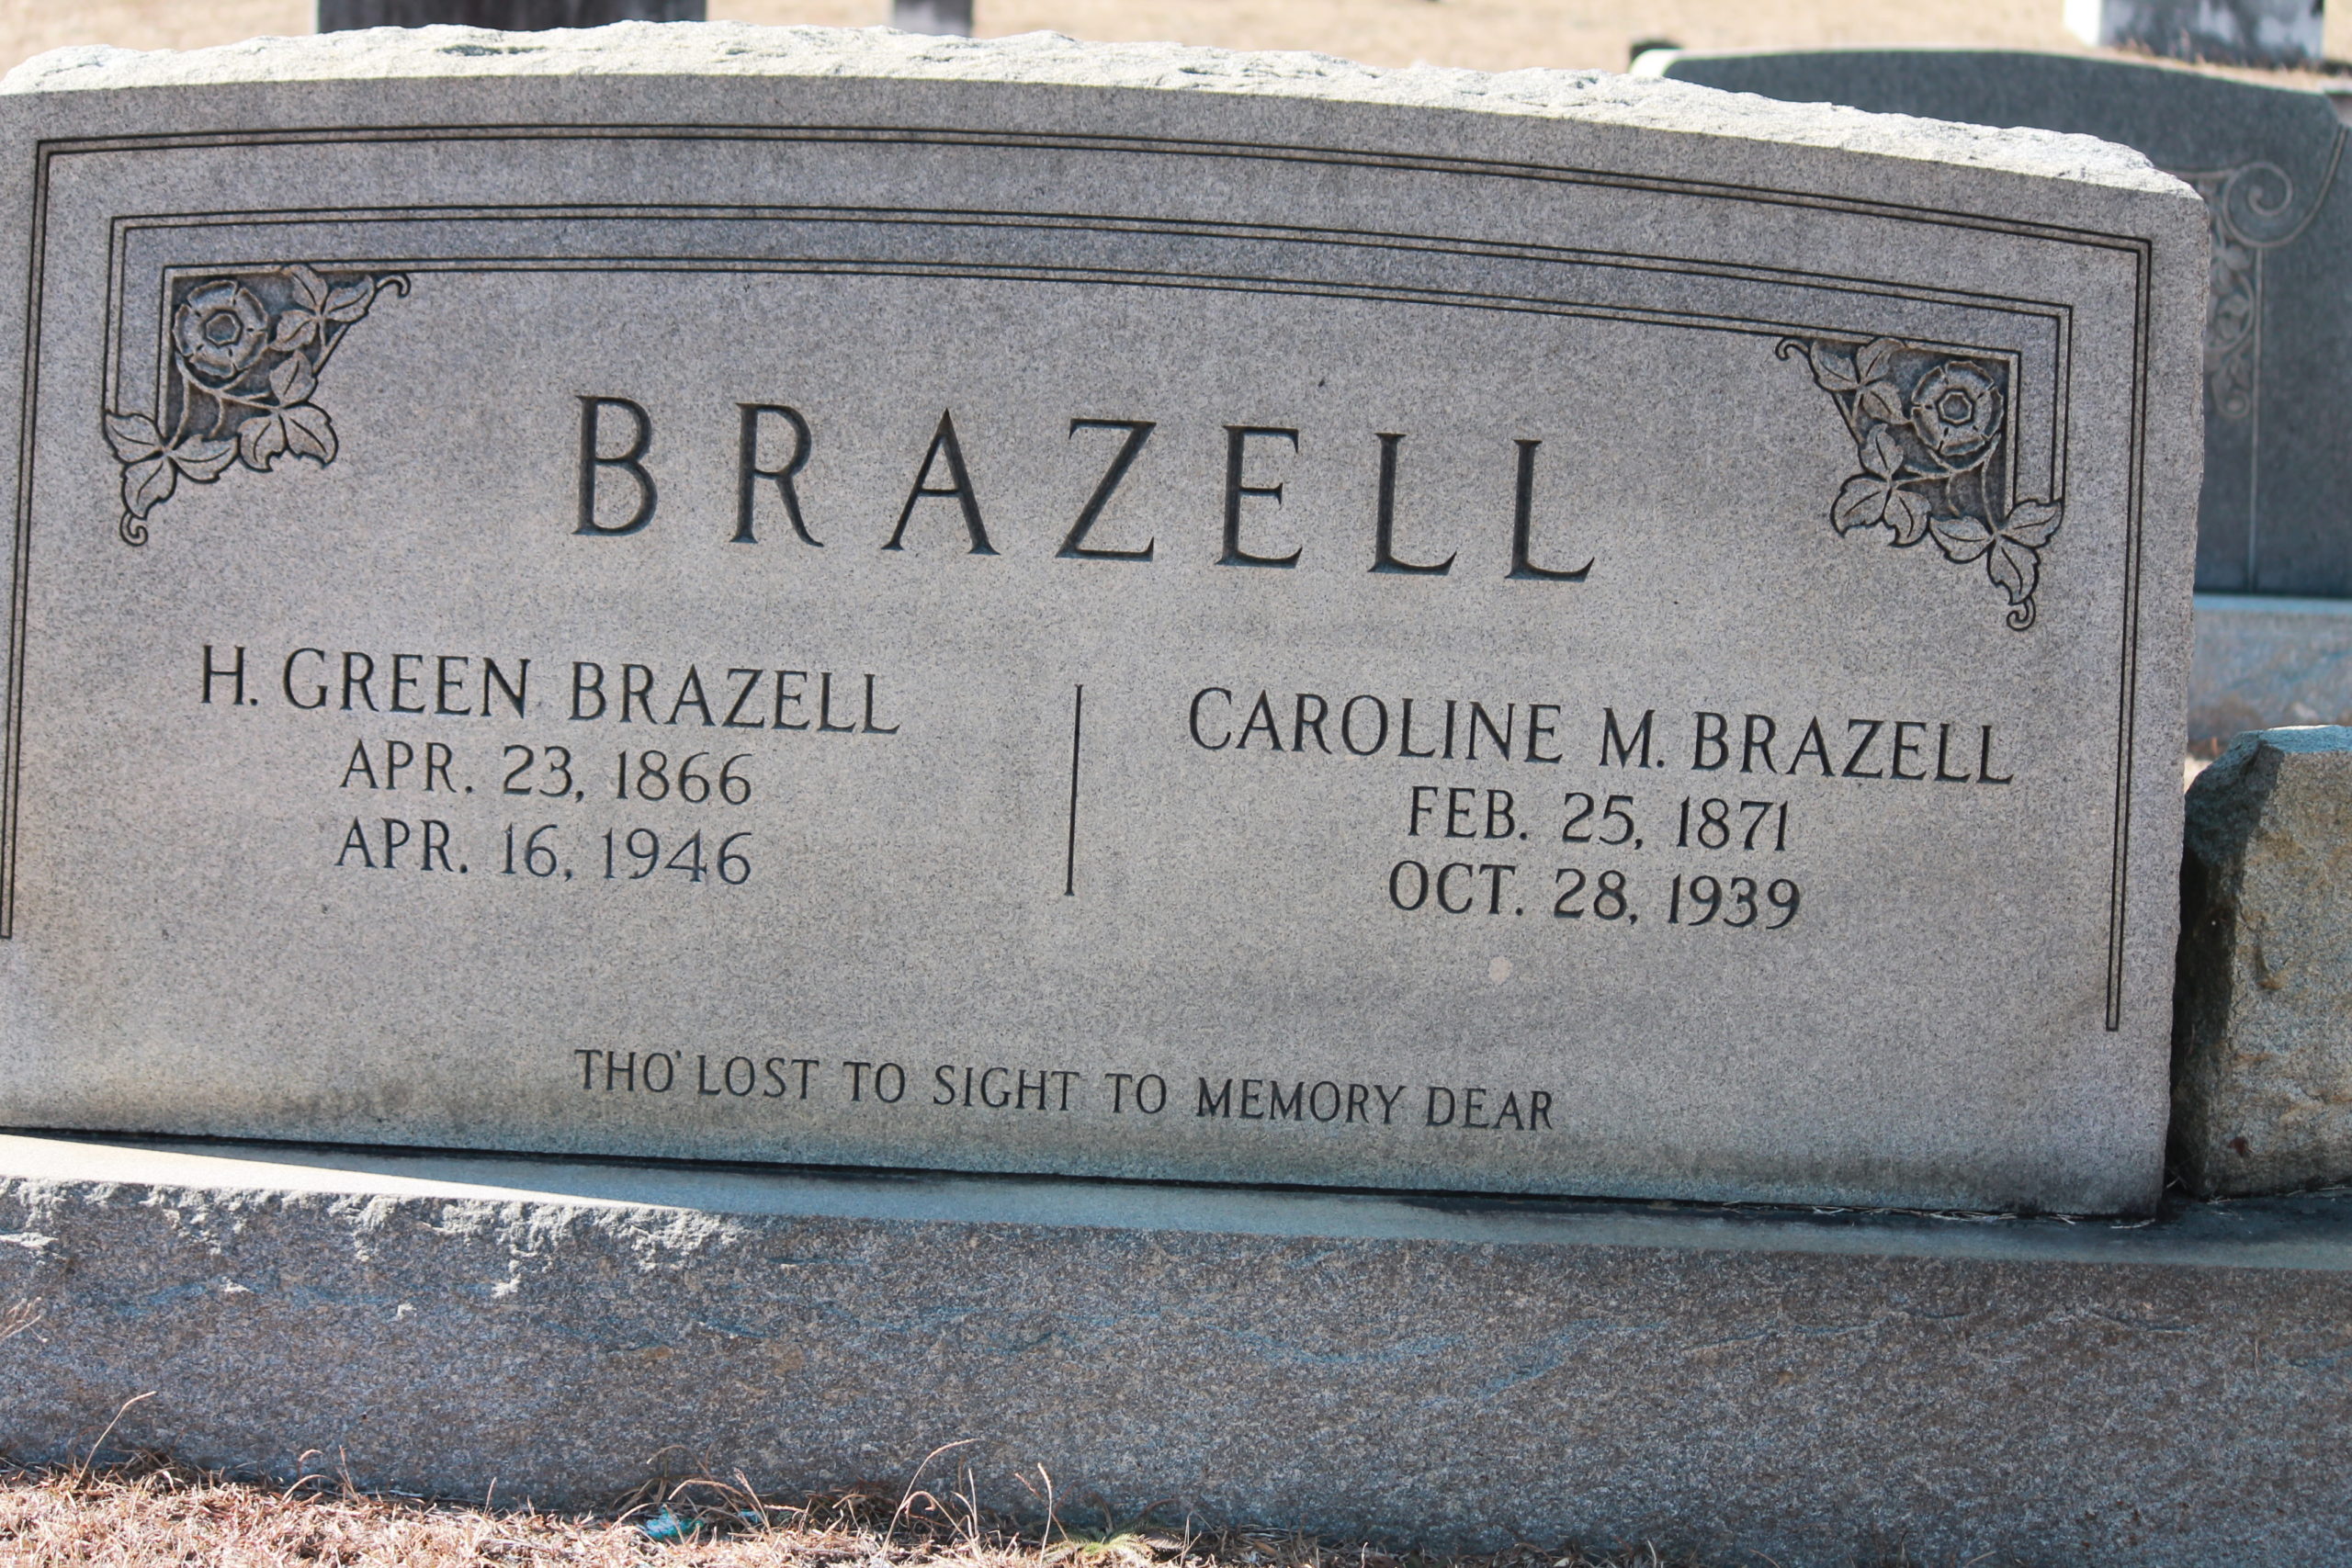 BRAZELL
H. GREEN BRAZELL
APR. 23, 1866
APR. 16, 1946
CAROLINE M. BRAZELL
FEB. 25, 1871
OCT. 28, 1939
THO' LOST TO SIGHT TO MEMORY DEAR